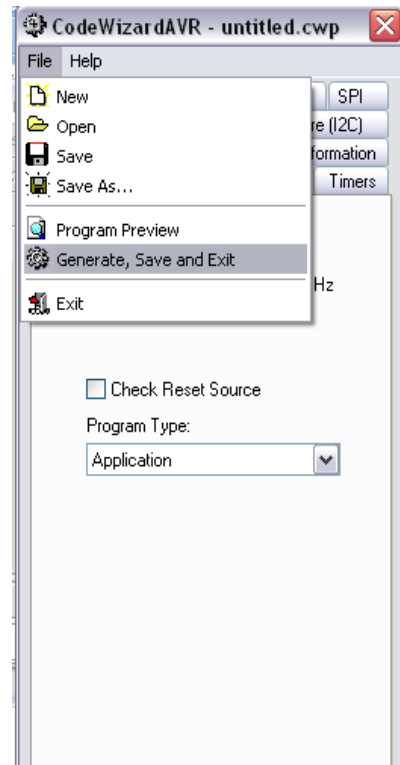 CodeWizardAVR - untitled.cwp
File Help
New
SPI
Open
re (I2C)
Save
formation
Save As...
Timers
Program Preview
Generate, Save and Exit
Hz
Exit
Check Reset Source
Program Type:
Application